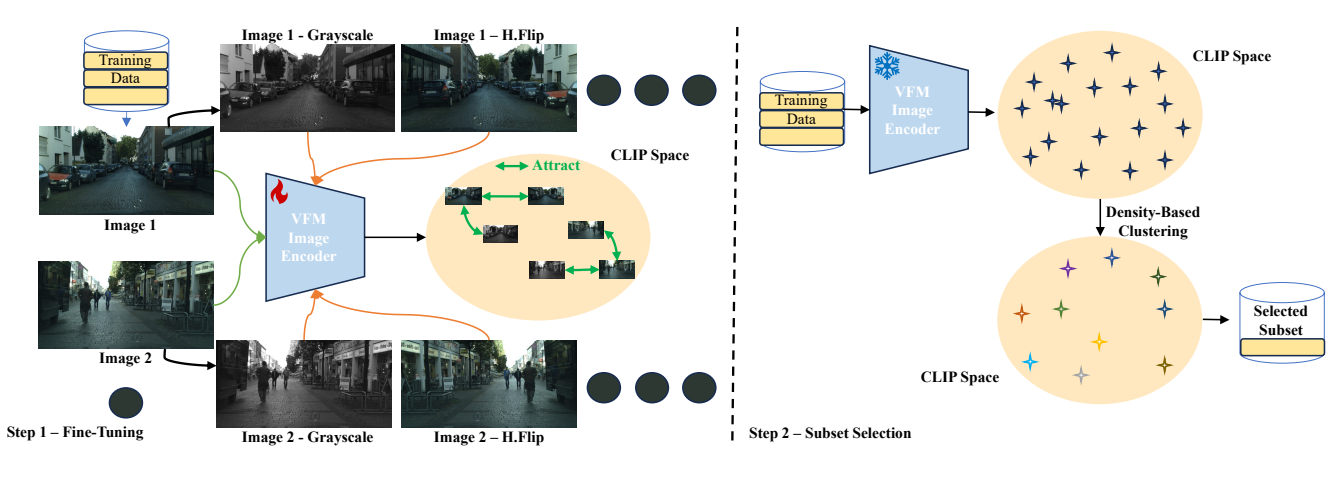 Training
Data
Image 1 - Grayscale
Image 1 – H.Flip
Image 1
CLIP Space
Attract
VFM
Image
Encoder
Image 2
Image 2 - Grayscale
Image 2 – H.Flip
Step 1 – Fine-Tuning
Training
Data
VFM
Image
Encoder
CLIP Space
Density-Based
Clustering
CLIP Space
Selected
Subset
Step 2 – Subset Selection